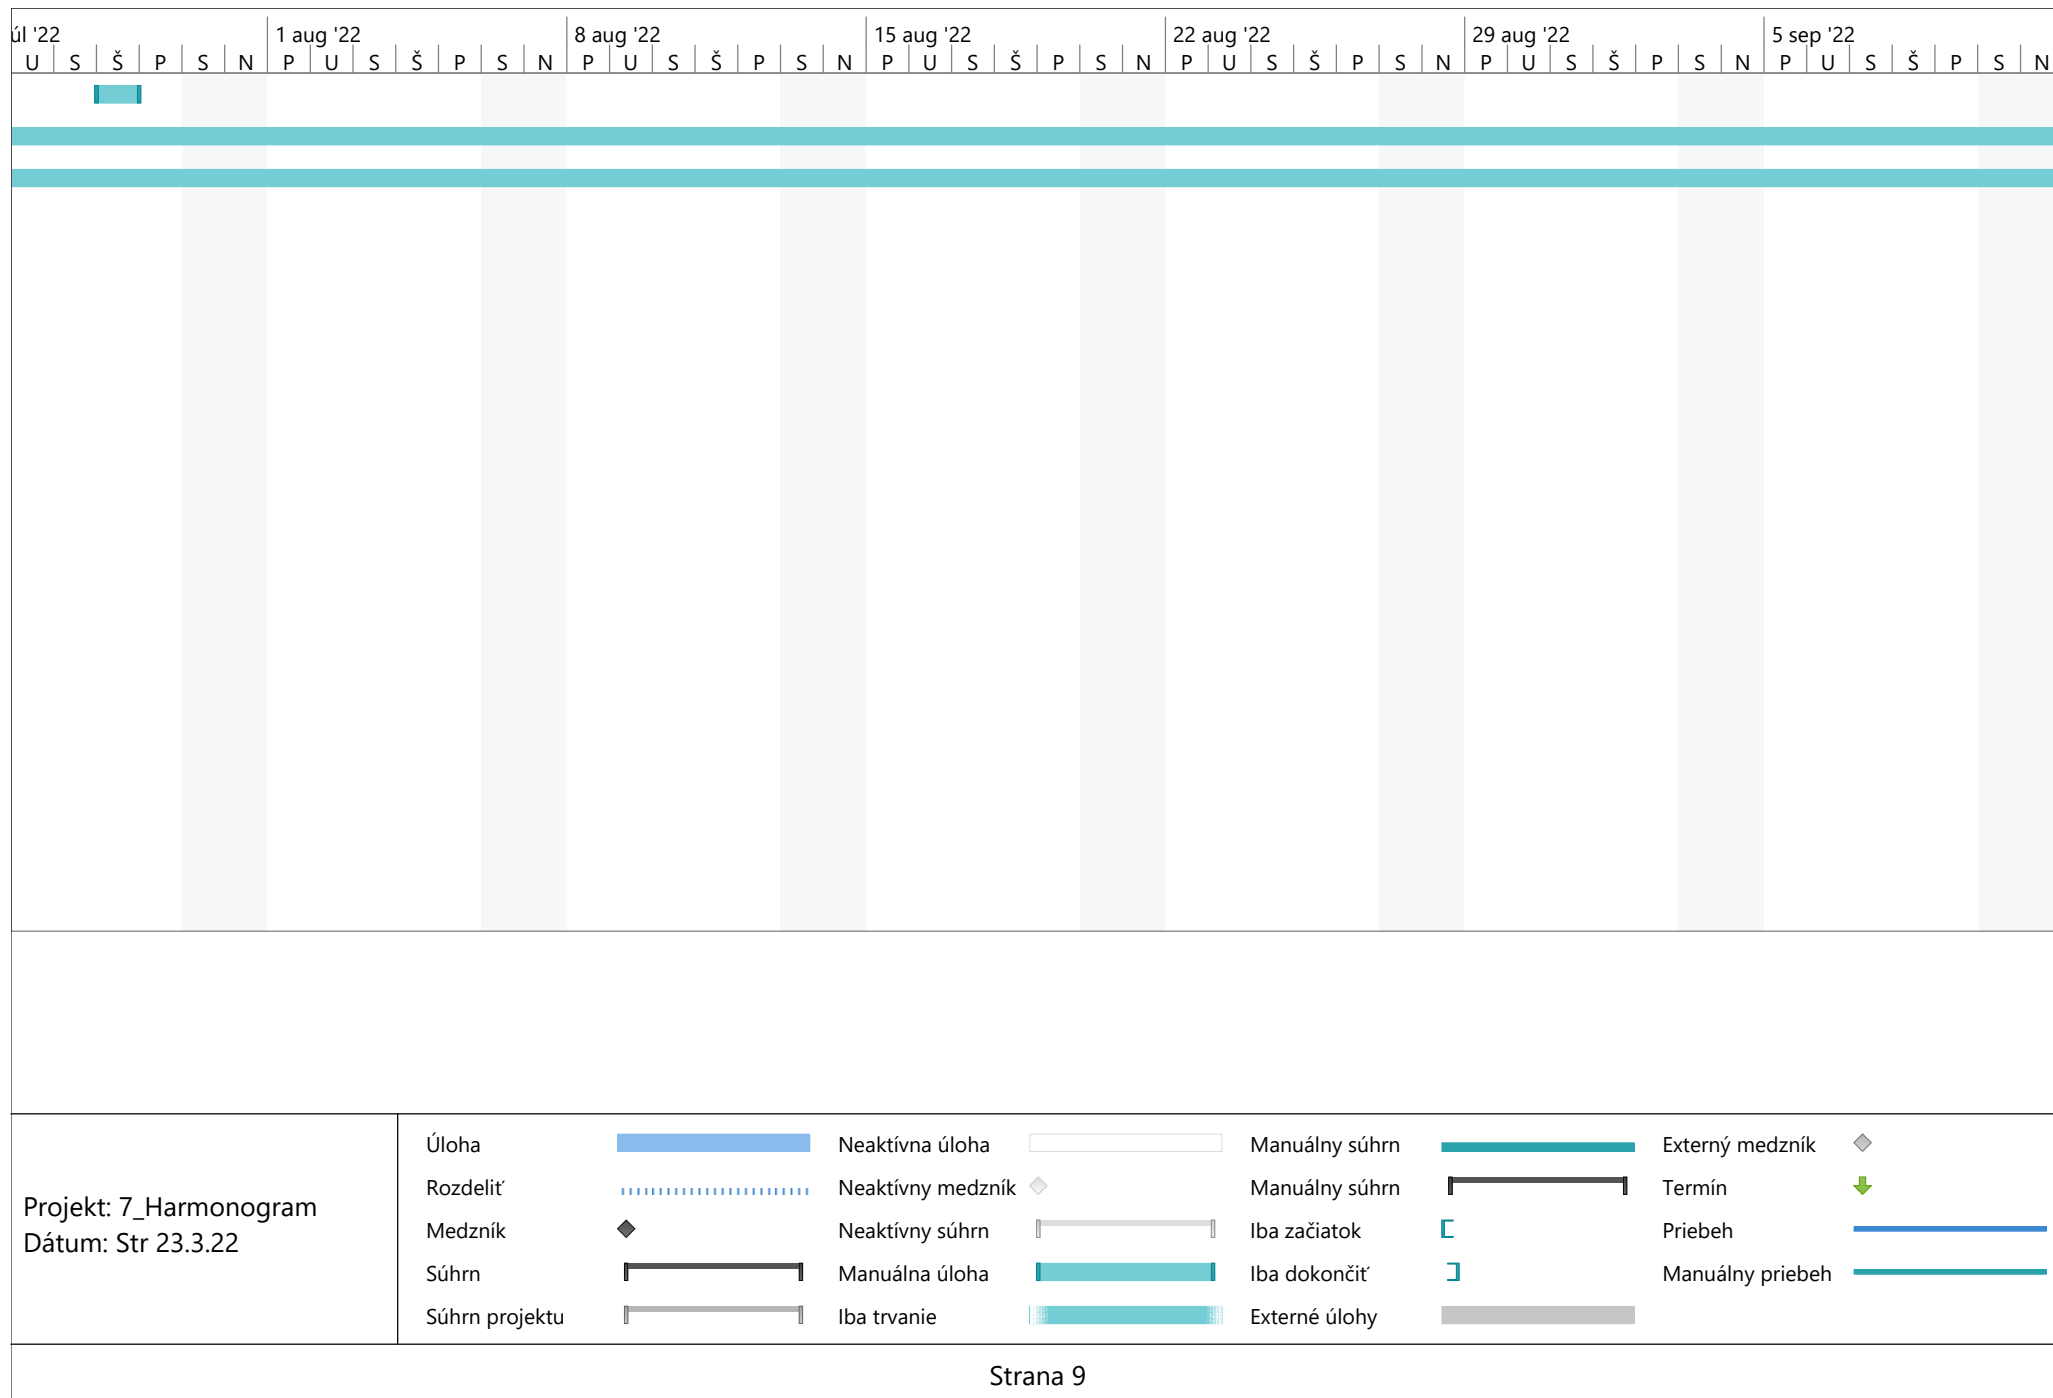 úl '22 1 aug '22 8 aug '22 15 aug '22 22 aug '22 29 aug '22 5 sep '22
U S Š P S N P U S Š P S N P U S Š P S N P U S Š P S N P U S Š P S N P U S Š P S N P U S Š P S N
Projekt: 7_Harmonogram
Dátum: Str 23.3.22
Úloha
Rozdeliť
Medzník
Súhrn
Súhrn projektu
Neaktívna úloha
Neaktívny medzník
Neaktívny súhrn
Manuálna úloha
Iba trvanie
Manuálny súhrn
Manuálny súhrn
Iba začiatok
Iba dokončiť
Externé úlohy
Externý medzník
Termín
Priebeh
Manuálny priebeh
Strana 9